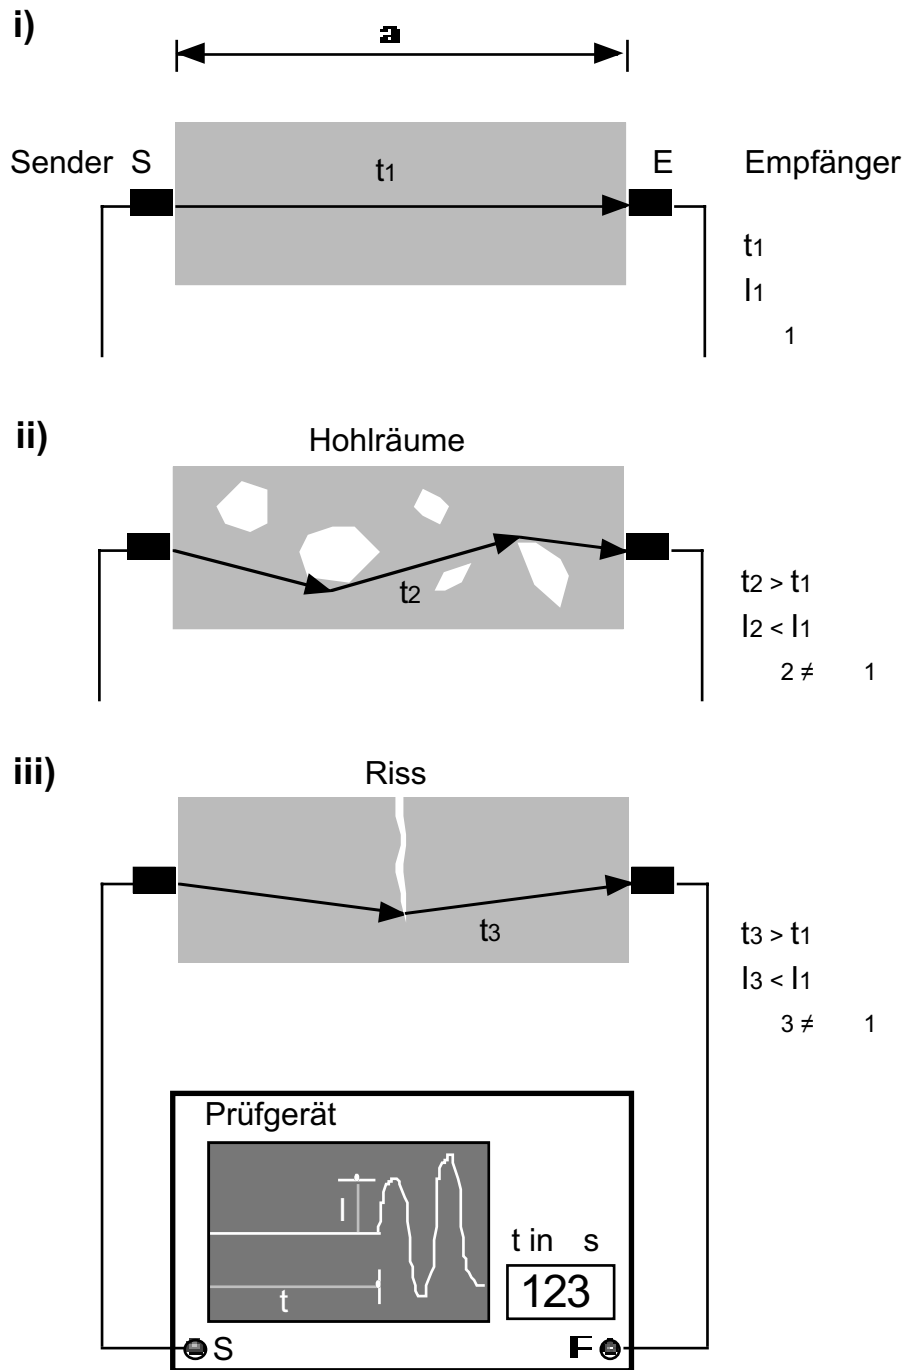 i)
a
Sender S
t1
E Empfänger
t1
I1
1
ii)
Hohlräume
t2
t2 > t1
I2 < I1
2 ≠ 1
iii)
Riss
t3
t3 > t1
I3 < I1
3 ≠ 1
Prüfgerät
I
t
t in s
123
S
F